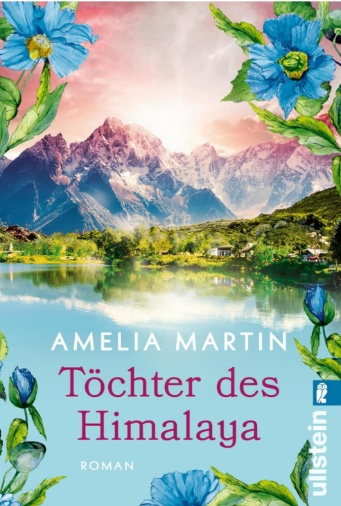 AMELIA MARTIN
Töchter des
Himalaya
ROMAN
ullstein